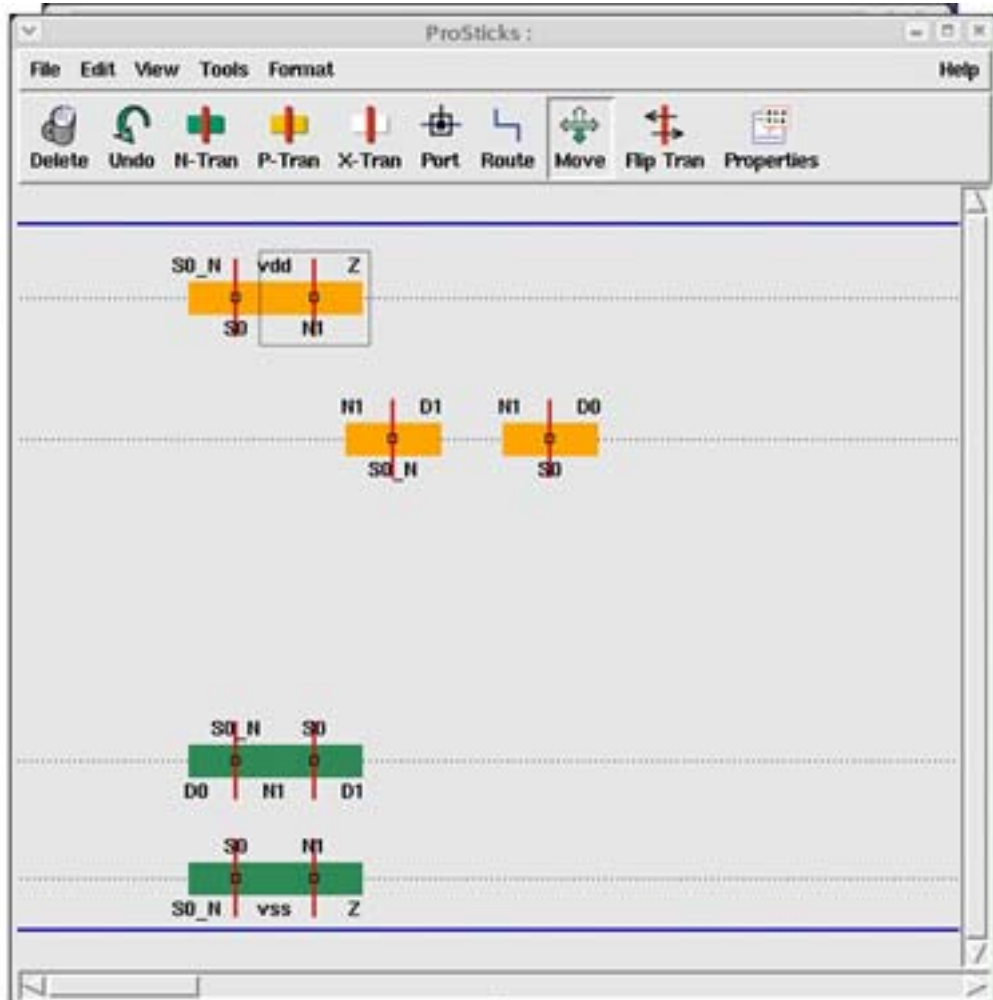 ProSticks :
File Edit View Tools Format Help
Delete Undo N-Tran P-Tran X-Tran Port Route Move Flip Tran Properties
S0_N vdd Z
S0 N1
N1 D1 N1 D0
S0_N S0
S0_N S0
D0 N1 D1
S0 N1
S0_N vss Z